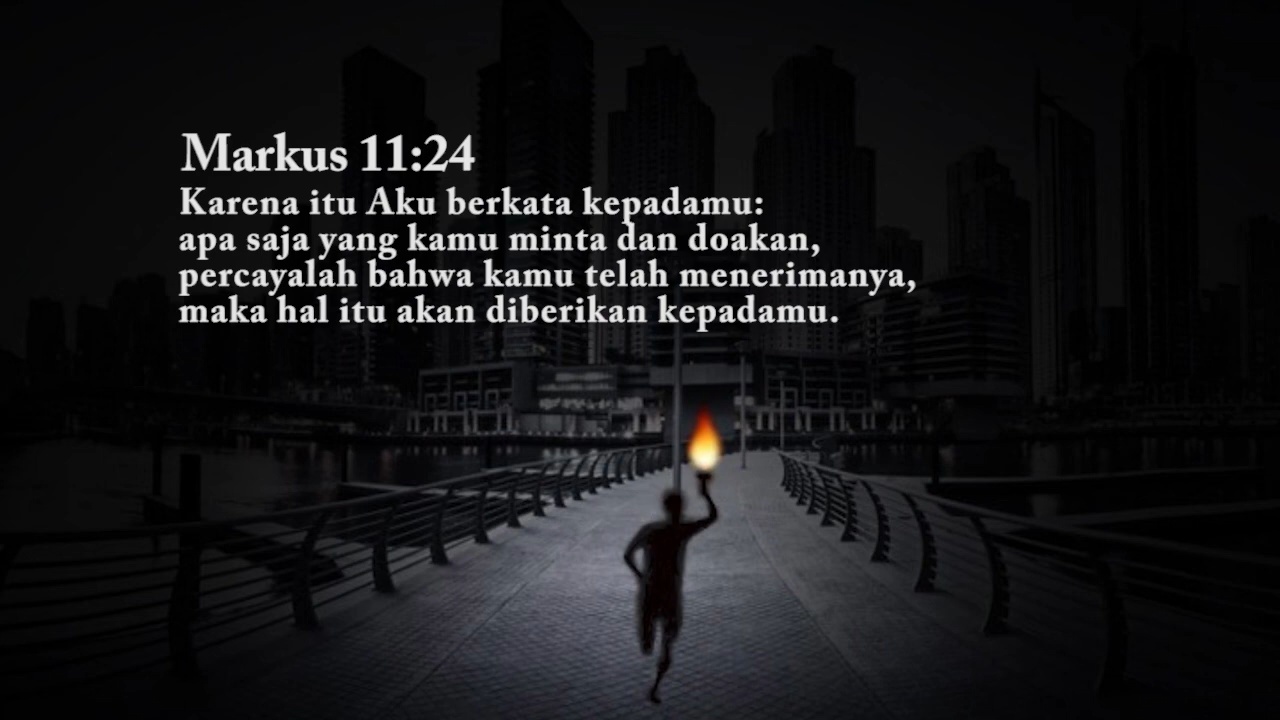 Markus 11:24
Karena itu Aku berkata kepadamu:
apa saja yang kamu minta dan doakan,
percayalah bahwa kamu telah menerimanya,
maka hal itu akan diberikan kepadamu.